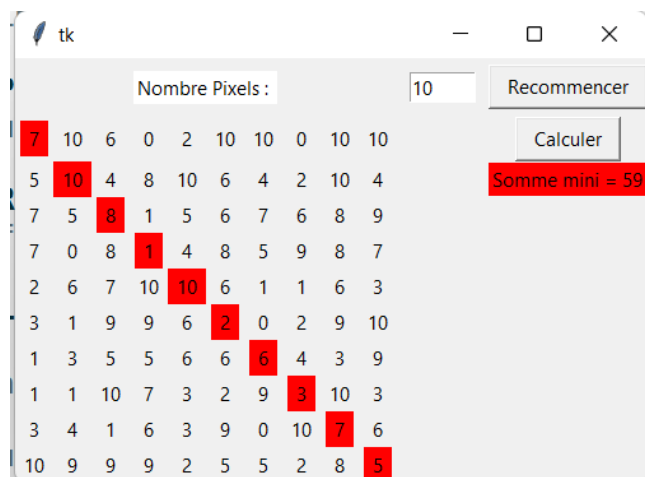 tk
Nombre Pixels : 10 Recommencer
Calculer
Somme mini = 59
7 10 6 0 2 10 10 0 10 10
5 10 4 8 10 6 4 2 10 4
7 5 8 1 5 6 7 6 8 9
7 0 8 1 4 8 5 9 8 7
2 6 7 10 10 6 1 1 6 3
3 1 9 9 6 2 0 2 9 10
1 3 5 5 6 6 6 4 3 9
1 1 10 7 3 2 9 3 10 3
3 4 1 6 3 9 0 10 7 6
10 9 9 9 2 5 5 2 8 5